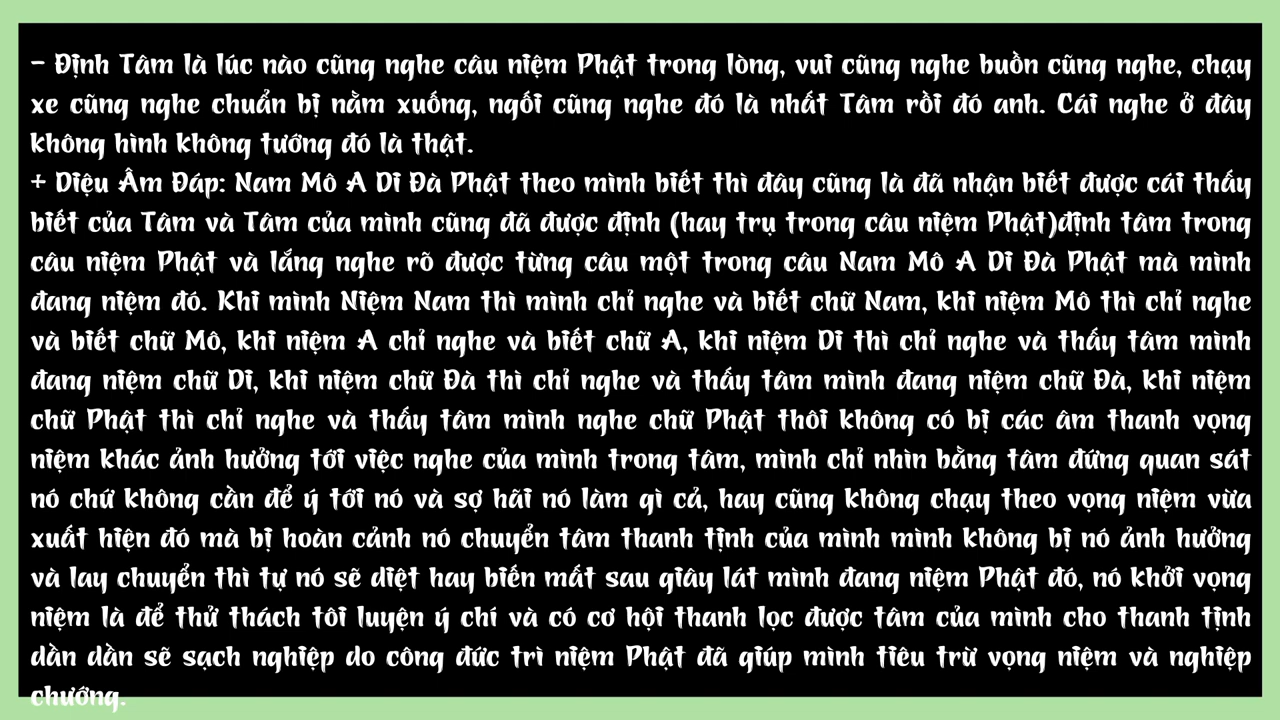 - Định Tâm là lúc nào cũng nghe câu niệm Phật trong lòng, vui cũng nghe buồn cũng nghe, chạy
xe cũng nghe chuẩn bị nằm xuống, ngồi cũng nghe đó là nhất Tâm rồi đó anh. Cái nghe ở đây
không hình không tướng đó là thật.
+ Diệu Âm Đáp: Nam Mô A Di Đà Phật theo mình biết thì đây cũng là đã nhận biết được cái thấy
biết của Tâm và Tâm của mình cũng đã được định (hay trụ trong câu niệm Phật)định tâm trong
câu niệm Phật và lắng nghe rõ được từng câu một trong câu Nam Mô A Di Đà Phật mà mình
đang niệm đó. Khi mình Niệm Nam thì mình chỉ nghe và biết chữ Nam, khi niệm Mô thì chỉ nghe
và biết chữ Mô, khi niệm A chỉ nghe và biết chữ A, khi niệm Di thì chỉ nghe và thấy tâm mình
đang niệm chữ Di, khi niệm chữ Đà thì chỉ nghe và thấy tâm mình đang niệm chữ Đà, khi niệm
chữ Phật thì chỉ nghe và thấy tâm mình nghe chữ Phật thôi không có bị các âm thanh vọng
niệm khác ảnh hưởng tới việc nghe của mình trong tâm, mình chỉ nhìn bằng tâm đứng quan sát
nó chứ không cần để ý tới nó và sợ hãi nó làm gì cả, hay cũng không chạy theo vọng niệm vừa
xuất hiện đó mà bị hoàn cảnh nó chuyển tâm thanh tịnh của mình mình không bị nó ảnh hưởng
và lay chuyển thì tự nó sẽ diệt hay biến mất sau giây lát mình đang niệm Phật đó, nó khởi vọng
niệm là để thử thách tôi luyện ý chí và có cơ hội thanh lọc được tâm của mình cho thanh tịnh
dần dần sẽ sạch nghiệp do công đức trì niệm Phật đã giúp mình tiêu trừ vọng niệm và nghiệp
chướng.